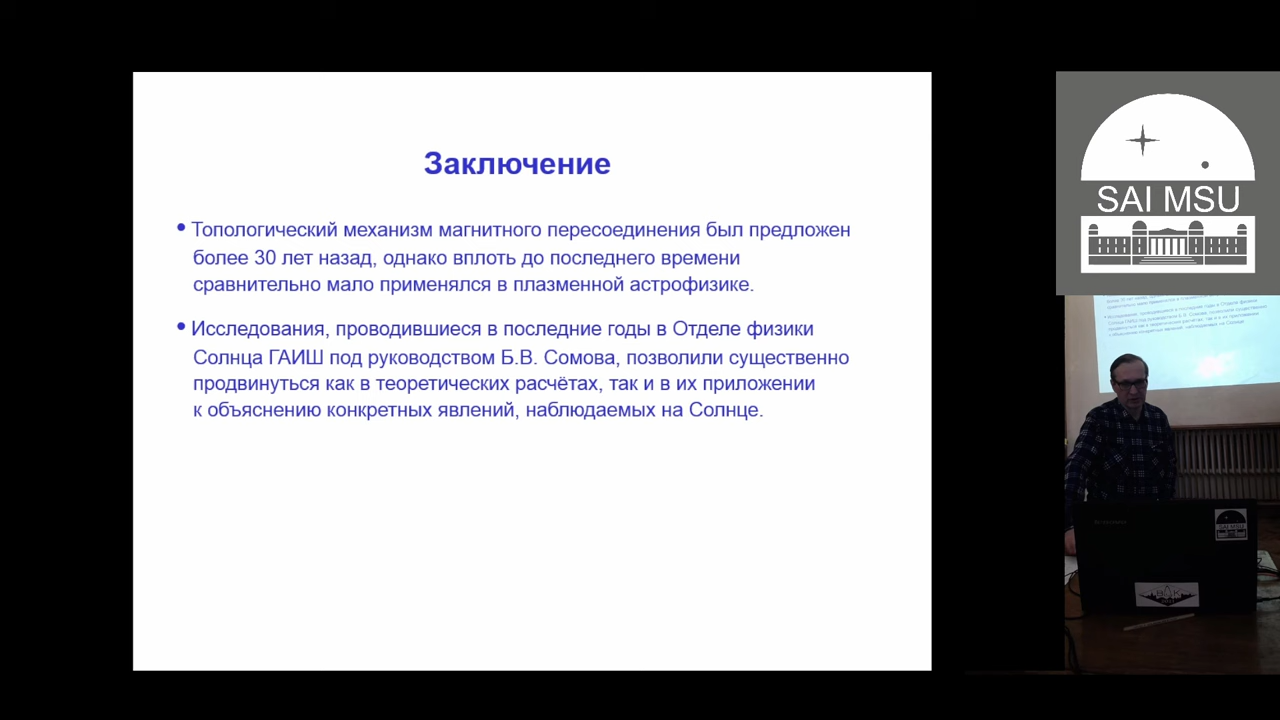 Заключение
• Топологический механизм магнитного пересоединения был предложен
более 30 лет назад, однако вплоть до последнего времени
сравнительно мало применялся в плазменной астрофизике.
• Исследования, проводившиеся в последние годы в Отделе физики
Солнца ГАИШ под руководством Б.В. Сомова, позволили существенно
продвинуться как в теоретических расчётах, так и в их приложении
к объяснению конкретных явлений, наблюдаемых на Солнце.
SAI MSU
SAI MSU